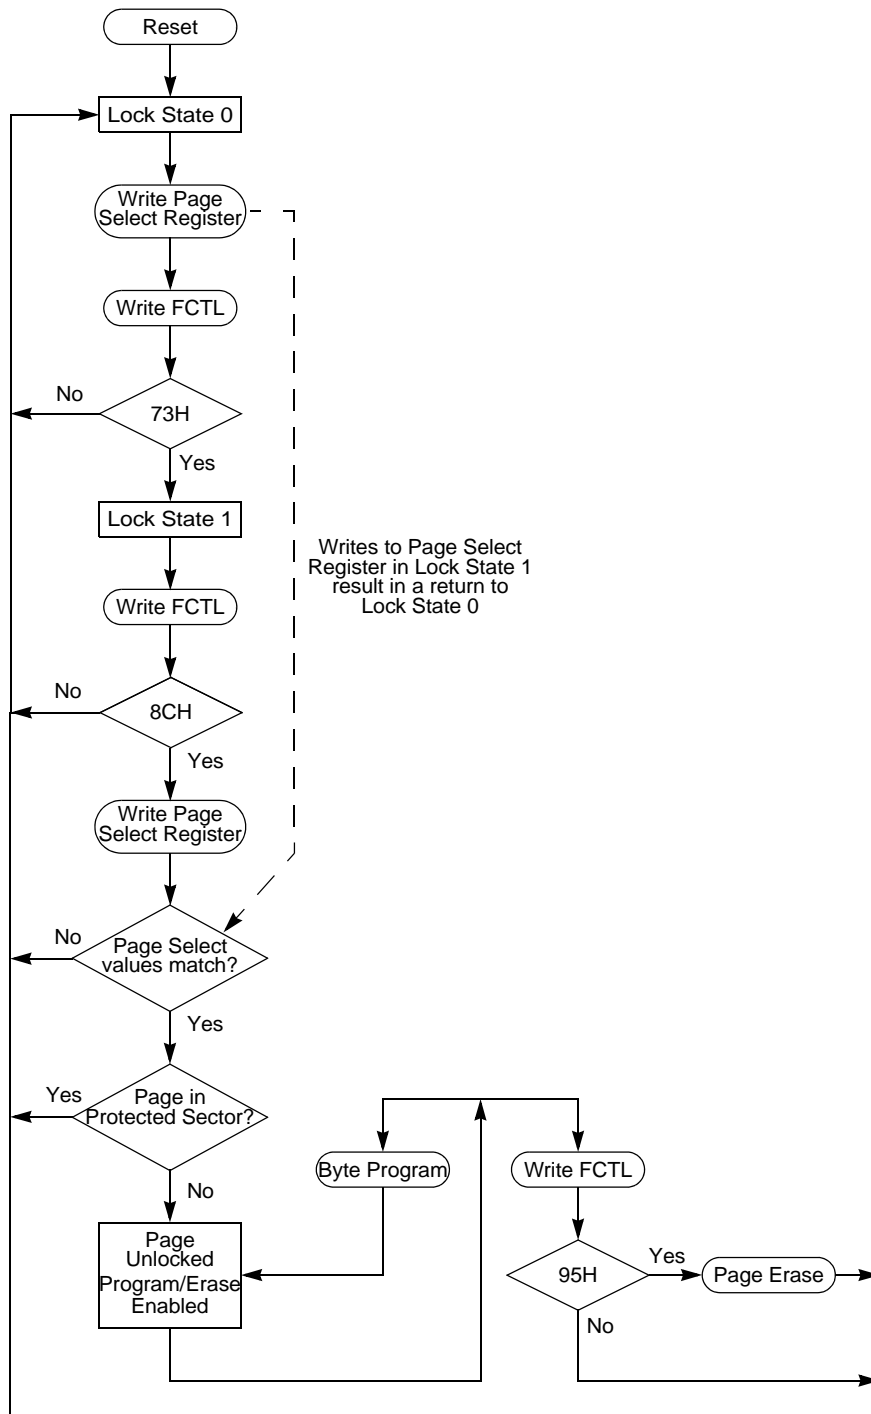 Reset
Lock State 0
Write Page
Select Register
Write FCTL
No
73H
Yes
Lock State 1
Writes to Page Select
Register in Lock State 1
result in a return to
Lock State 0
Write FCTL
No
8CH
Yes
Write Page
Select Register
No
Page Select
values match?
Yes
Yes
Page in
Protected Sector?
No
Byte Program
Write FCTL
Page
Unlocked
Program/Erase
Enabled
95H
Yes
Page Erase
No